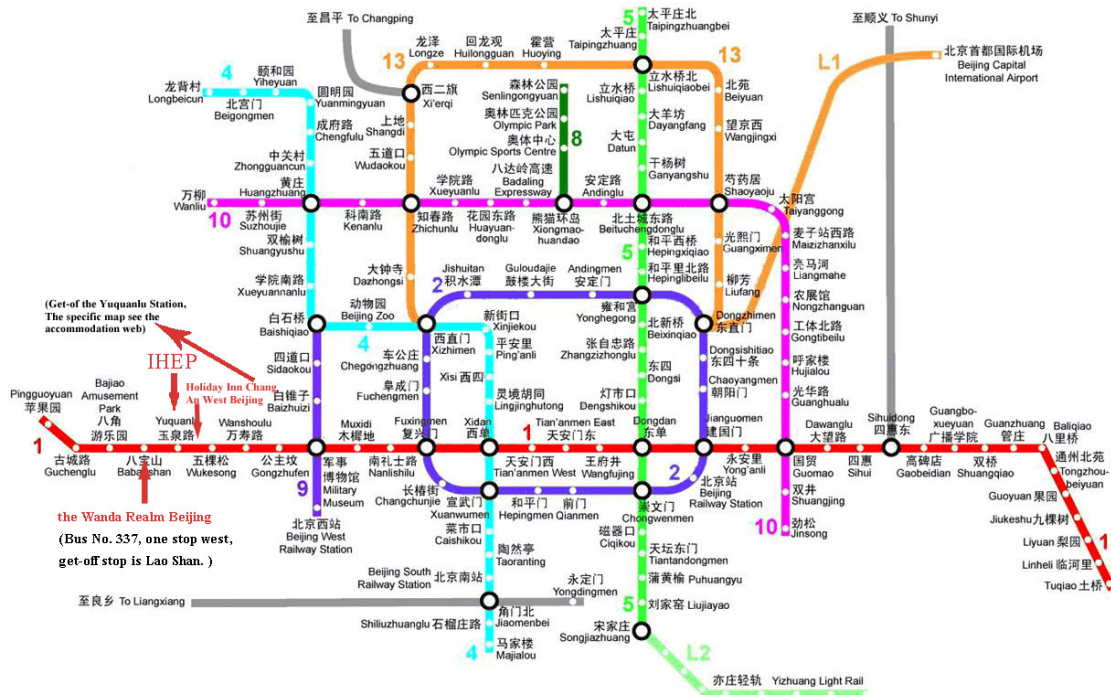 至昌平 To Changping
至顺义 To Shunyi
5
太平庄北
Taipingzhuangbei
太平庄
Taipingzhuang
13
龙泽
Longze
回龙观
Huilongguan
霍营
Huoying
13
L1
北京首都国际机场
Beijing Capital
International Airport
龙背村
Longbeicun
4
颐和园
Yiheyuan
北宫门
Beigongmen
圆明园
Yuanmingyuan
西二旗
Xi'erqi
森林公园
Senlingongyuan
立水桥北
Lishuiqiaobei
立水桥
Lishuiqiao
北苑
Beiyuan
成府路
Chengfulu
上地
Shangdi
奥林匹克公园
Olympic Park
大羊坊
Dayangfang
望京西
Wangjingxi
中关村
Zhongguancun
五道口
Wudaokou
奥体中心
Olympic Sports Centre
8
大屯
Datun
黄庄
Huangzhuang
学院路
Xueyuanlu
八达岭高速
Badaling
Expressway
安定路
Andinglu
干杨树
Ganyangshu
芍药居
Shaoyaoju
万柳
Wanliu
10
苏州街
Suzhoujie
科南路
Kenanlu
知春路
Zhichunlu
花园东路
Huayuan-
donglu
熊猫环岛
Xiongmao-
huandao
北土城东路
Beituchengdonglu
太阳宫
Taiyanggong
双榆树
Shuangyushu
5
和平西桥
Hepingxiqiao
光熙门
Guangximen
麦子站西路
Maizizhanxilu
学院南路
Xueyuannanlu
大钟寺
Dazhongsi
2
Jishuitan
积水潭
Guloudajie
鼓楼大街
Andingmen
安定门
和平里北路
Hepinglibeilu
柳芳
Liufang
亮马河
Liangmahe
(Get-of the Yuquanlu Station,
The specific map see the
accommodation web)
白石桥
Baishiqiao
动物园
Beijing Zoo
4
新街口
Xinjiekou
雍和宫
Yonghegong
Dongzhimen
东直门
农展馆
Nongzhanguan
西直门
Xizhimen
平安里
Ping'anli
北新桥
Beixinqiao
Dongsishitiao
东四十条
工体北路
Gongtibeilu
IHEP
四道口
Sidaokou
车公庄
Chegongzhuang
Xisi 西四
张自忠路
Zhangzizhonglu
Chaoyangmen
朝阳门
呼家楼
Hujialou
Holiday Inn Chang
An West Beijing
白锥子
Baizhuizi
阜成门
Fuchengmen
灵境胡同
Lingjinghutong
东四
Dongsi
灯市口
Dengshikou
光华路
Guanghualu
Pingguoyuan
苹果园
Bajiao
Amusement
Park
八角
游乐园
Yuquanlu
玉泉路
Wanshoulu
万寿路
Muxidi
木樨地
Fuxingmen
复兴门
Xidan
西单
1
Tian'anmen East
天安门东
Dongdan
东单
Jianguomen
建国门
Dawanglu
大望路
Sihuidong
四惠东
Guangbo-
xueyuan
广播学院
Guanzhuang
管庄
Baliqiao
八里桥
1
古城路
Guchenglu
八宝山
Babaoshan
五棵松
Wukesong
公主坟
Gongzhufen
军事
博物馆
Military
Museum
南礼士路
Nanlishilu
天安门西
Tian'anmen West
王府井
Wangfujing
永安里
Yong'anli
国贸
Guomao
四惠
Sihui
高碑店
Gaobeidian
双桥
Shuangqiao
通州北苑
Tongzhou-
beiyuan
9
北京西站
Beijing West
Railway Station
长椿街
Changchunjie
宣武门
Xuanwumen
和平门
Hepingmen
前门
Qianmen
崇文门
Chongwenmen
2
北京站
Beijing
Railway Station
双井
Shuangjing
10
劲松
Jinsong
Guoyuan 果园
Jiukeshu 九棵树
Liyuan 梨园
1
Linheli 临河里
Tuqiao 土桥
the Wanda Realm Beijing
(Bus No. 337, one stop west,
get-off stop is Lao Shan. )
菜市口
Caishikou
磁器口
Ciqikou
陶然亭
Taoranting
天坛东门
Tiantandongmen
Beijing South
Railway Station
北京南站
永定门
Yongdingmen
蒲黄榆 Puhuangyu
至良乡 To Liangxiang
角门北
Jiaomenbei
5
刘家窑 Liujiayao
Shiliuzhuanglu 石榴庄路
宋家庄
Songjiazhuang
4
马家楼
Majialou
L2
亦庄轻轨 Yizhuang Light Rail